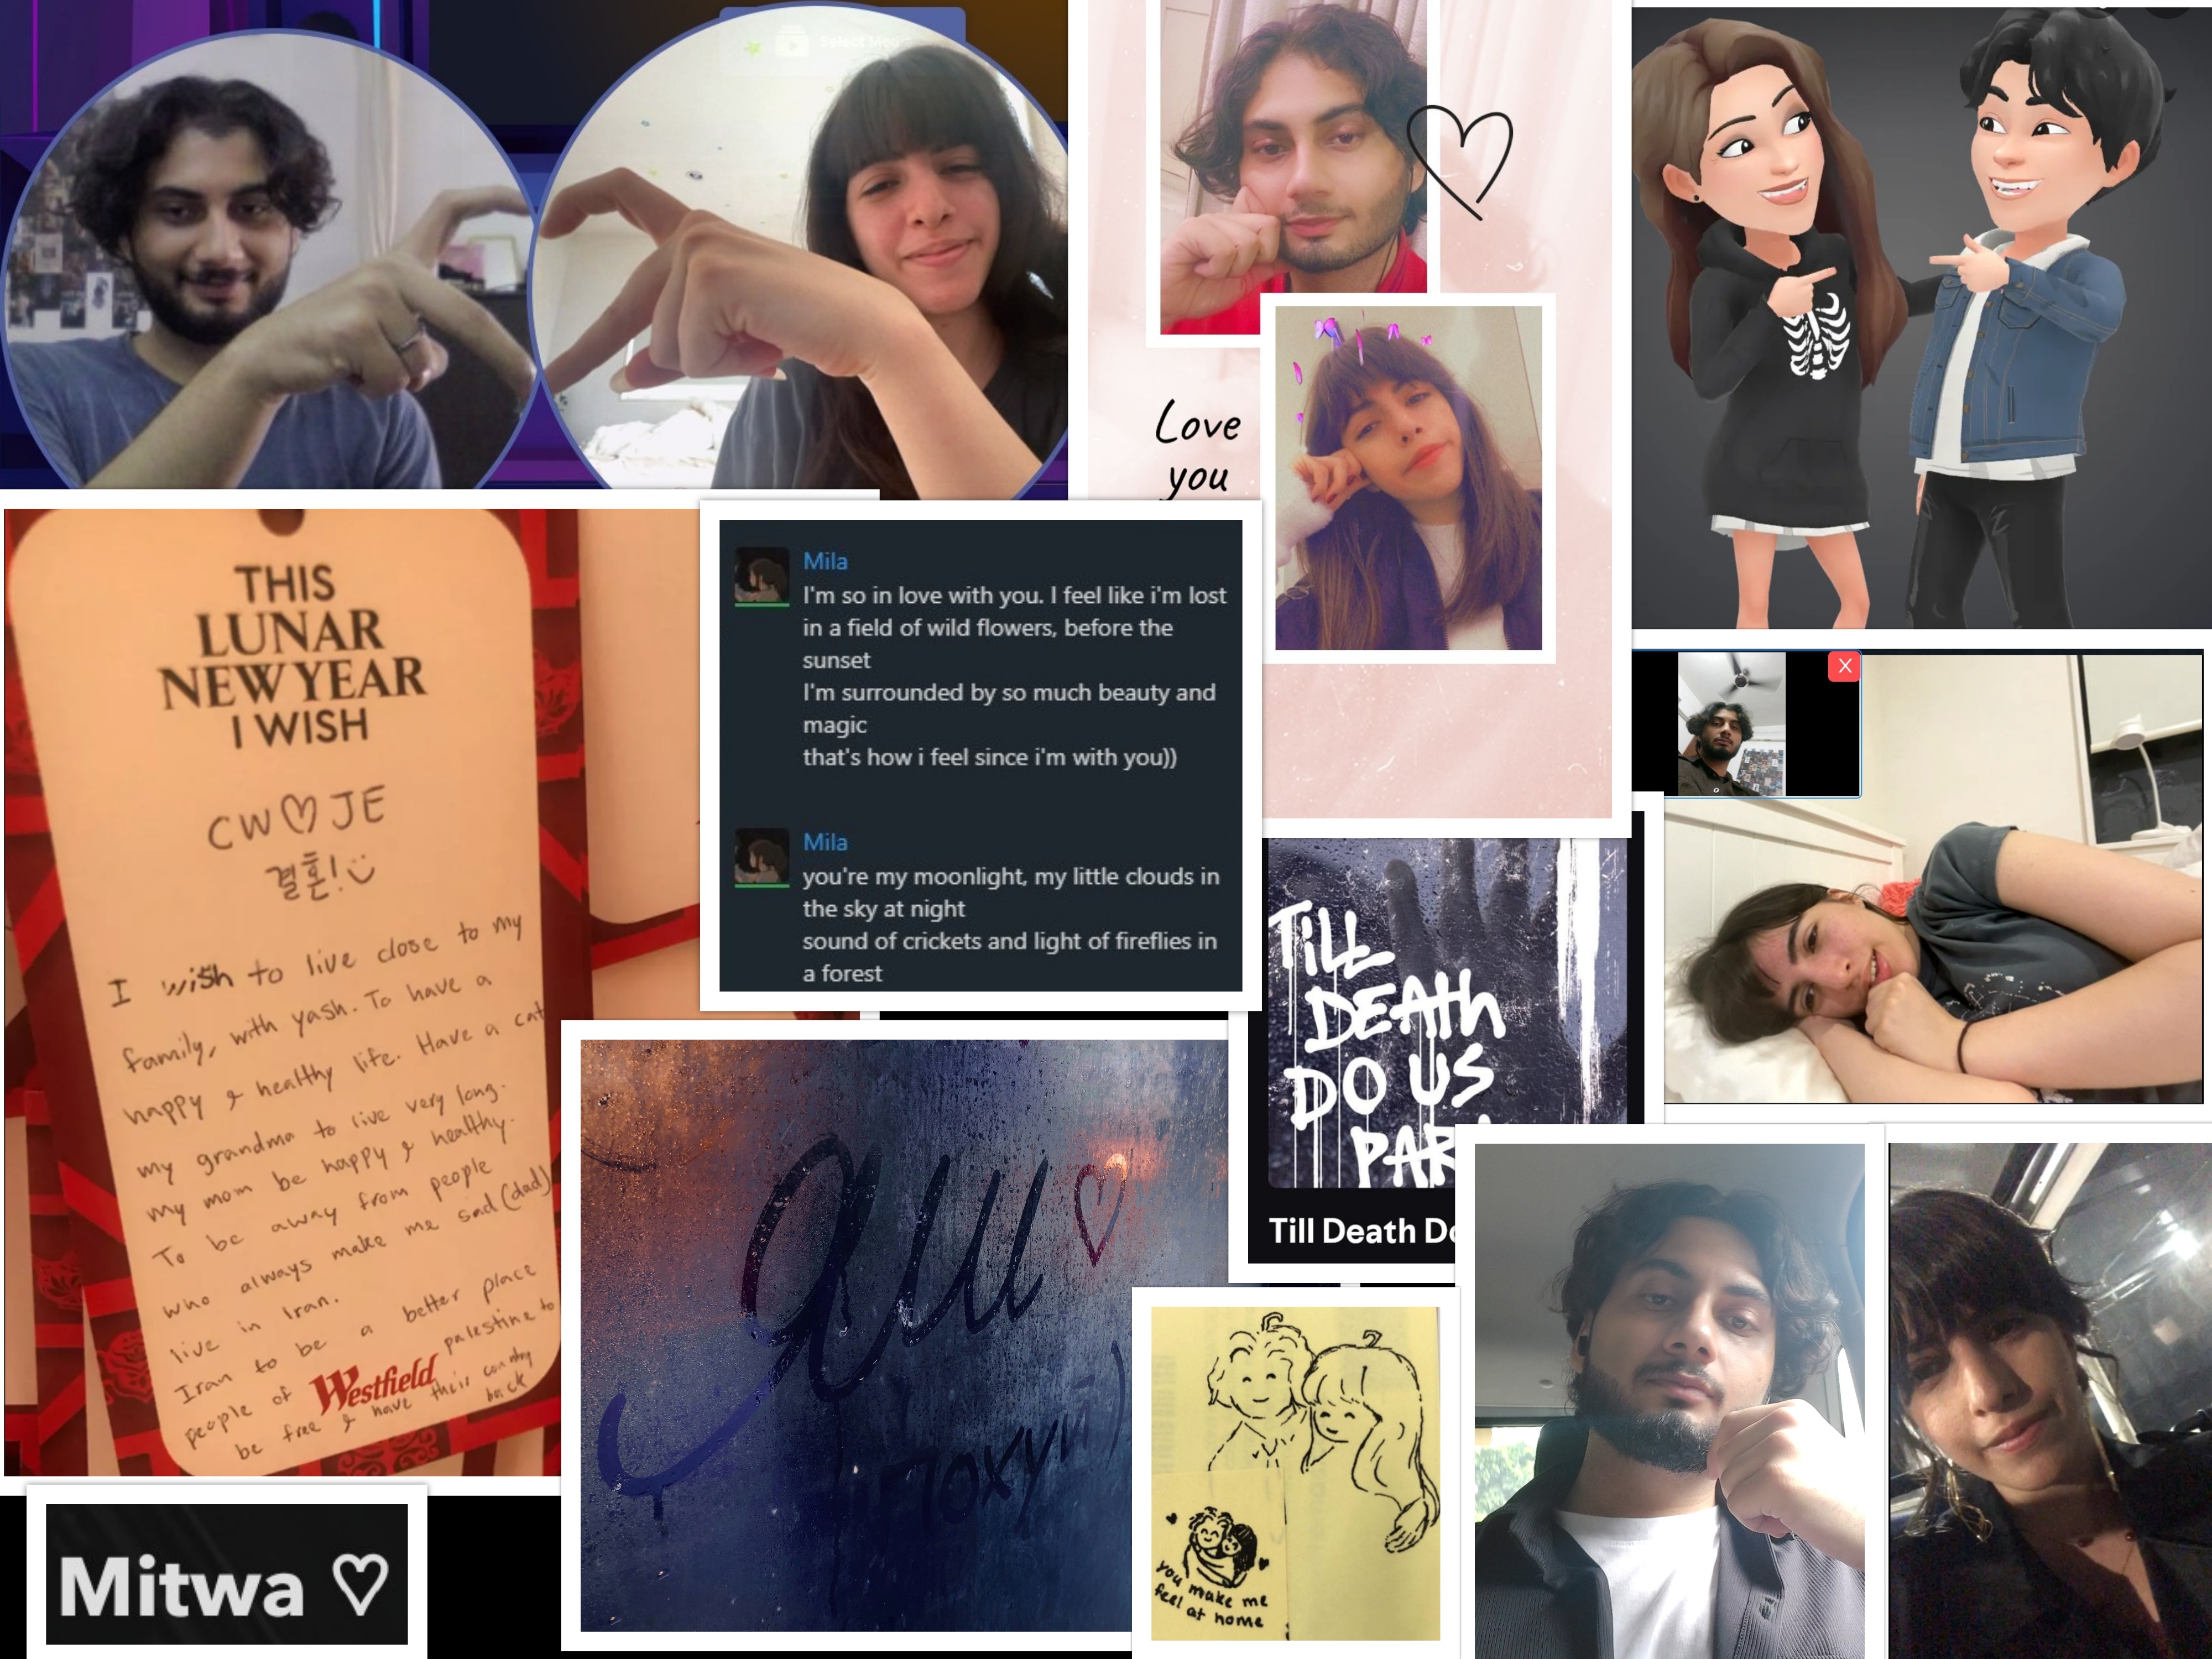 Select Med
Love
you
THIS
LUNAR
NEW YEAR
I WISH
CW♡JE
결혼! :)
I wish to live close to my
family, with yash. To have a
happy & healthy life. Have a cat
my grandma to live very long.
my mom be happy & healthy.
To be away from people
who always make me sad (dad)
live in Iran.
Iran to be a better place
people of palestine to
be free & have their country
back
Westfield
Mila
I'm so in love with you. I feel like i'm lost
in a field of wild flowers, before the
sunset
I'm surrounded by so much beauty and
magic
that's how i feel since i'm with you))
Mila
you're my moonlight, my little clouds in
the sky at night
sound of crickets and light of fireflies in
a forest
TILL
DEATH
DO US
PAR
Till Death Do
you make me
feel at home
Mitwa ♡